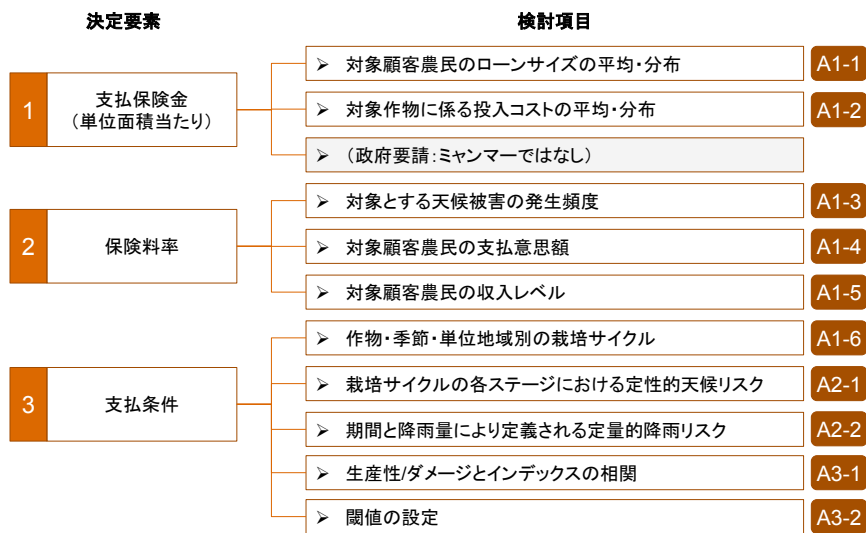 決定要素
検討項目
1
支払保険金
(単位面積当たり)
➢ 対象顧客農民のローンサイズの平均・分布
A1-1
➢ 対象作物に係る投入コストの平均・分布
A1-2
➢ (政府要請:ミャンマーではなし)
2
保険料率
➢ 対象とする天候被害の発生頻度
A1-3
➢ 対象顧客農民の支払意思額
A1-4
➢ 対象顧客農民の収入レベル
A1-5
3
支払条件
➢ 作物・季節・単位地域別の栽培サイクル
A1-6
➢ 栽培サイクルの各ステージにおける定性的天候リスク
A2-1
➢ 期間と降雨量により定義される定量的降雨リスク
A2-2
➢ 生産性/ダメージとインデックスの相関
A3-1
➢ 閾値の設定
A3-2